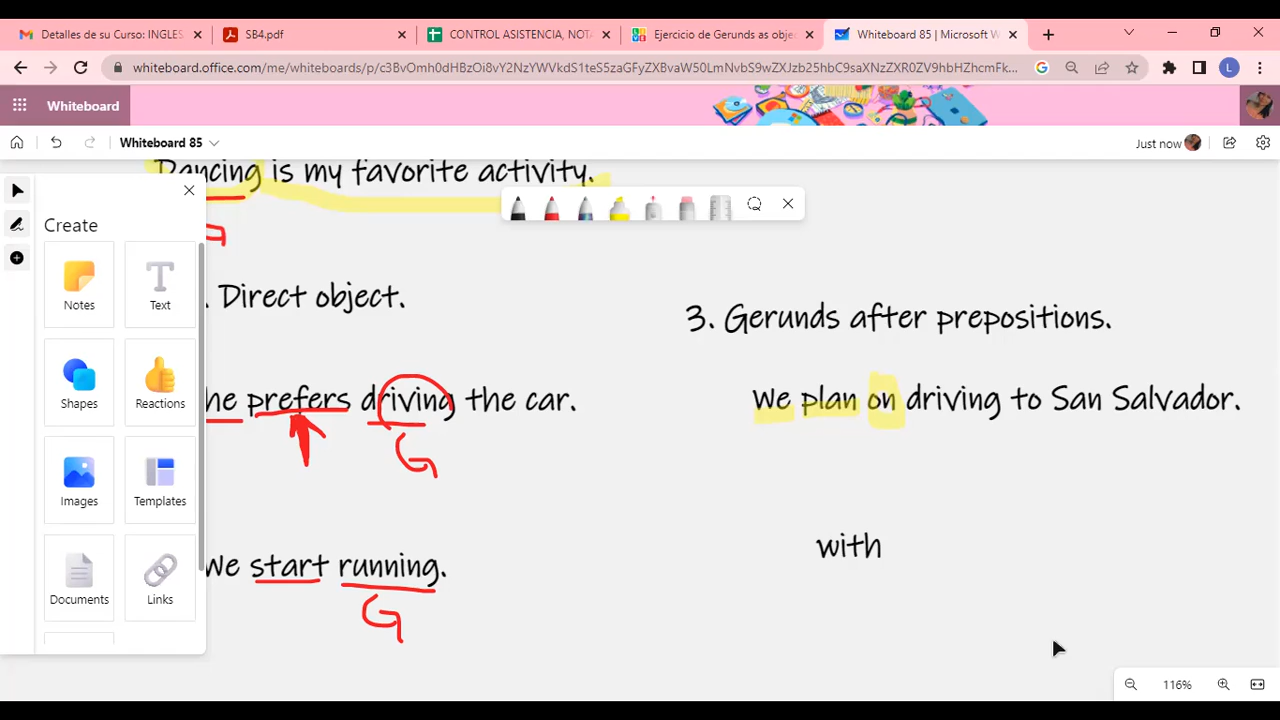 Detalles de su Curso: INGLES
SB4.pdf
CONTROL ASISTENCIA, NOTA
Ejercicio de Gerunds as object
Whiteboard 85 | Microsoft W
whiteboard.office.com/me/whiteboards/p/c3BvOmh0dHBzOi8vY2NzYWVkdS1teS5zaGFyZXBvaW50LmNvbS9wZXJzb25hbC9saXNzZXR0ZV9hbHZhcmFk...
L
Whiteboard
Whiteboard 85
Just now
Dancing is my favorite activity.
Create
Notes
Text
Shapes
Reactions
Images
Templates
Documents
Links
. Direct object.
he prefers driving the car.
G
We start running.
G
3. Gerunds after prepositions.
We plan on driving to San Salvador.
with
116%